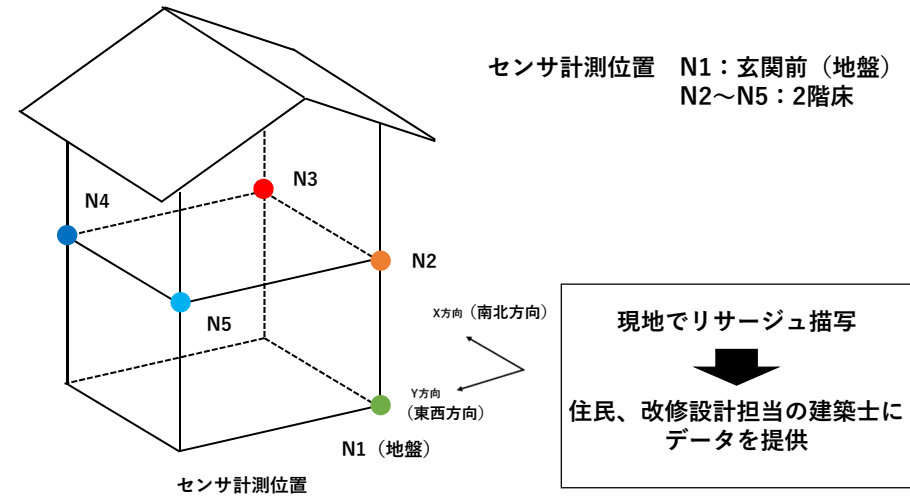 センサ計測位置　N1：玄関前（地盤）
N2～N5：2階床
N3
N4
N2
N5
X方向（南北方向）
Y方向
（東西方向）
N1（地盤）
センサ計測位置
現地でリサージュ描写
住民、改修設計担当の建築士に
データを提供